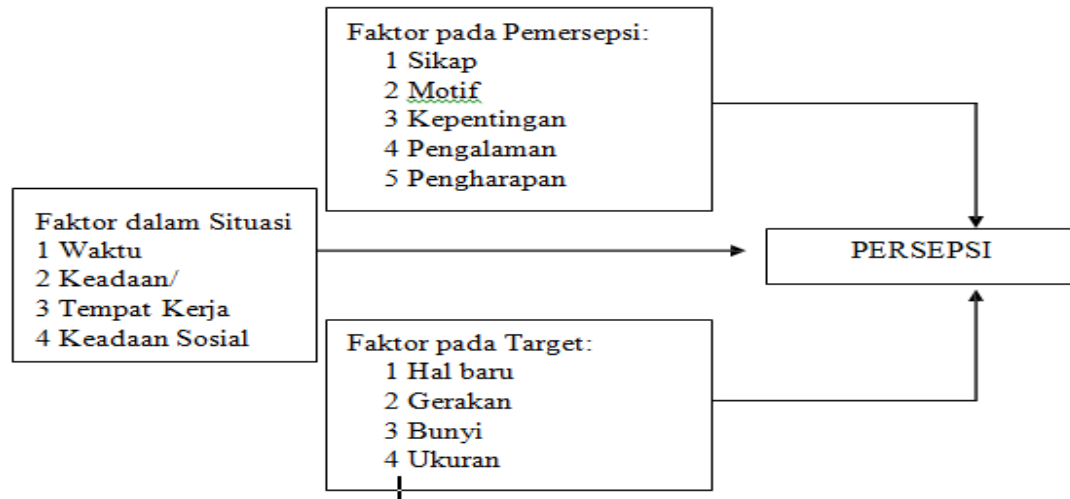 Faktor pada Pemersepsi:
1 Sikap
2 Motif
3 Kepentingan
4 Pengalaman
5 Pengharapan
Faktor dalam Situasi
1 Waktu
2 Keadaan/
3 Tempat Kerja
4 Keadaan Sosial
PERSEPSI
Faktor pada Target:
1 Hal baru
2 Gerakan
3 Bunyi
4 Ukuran